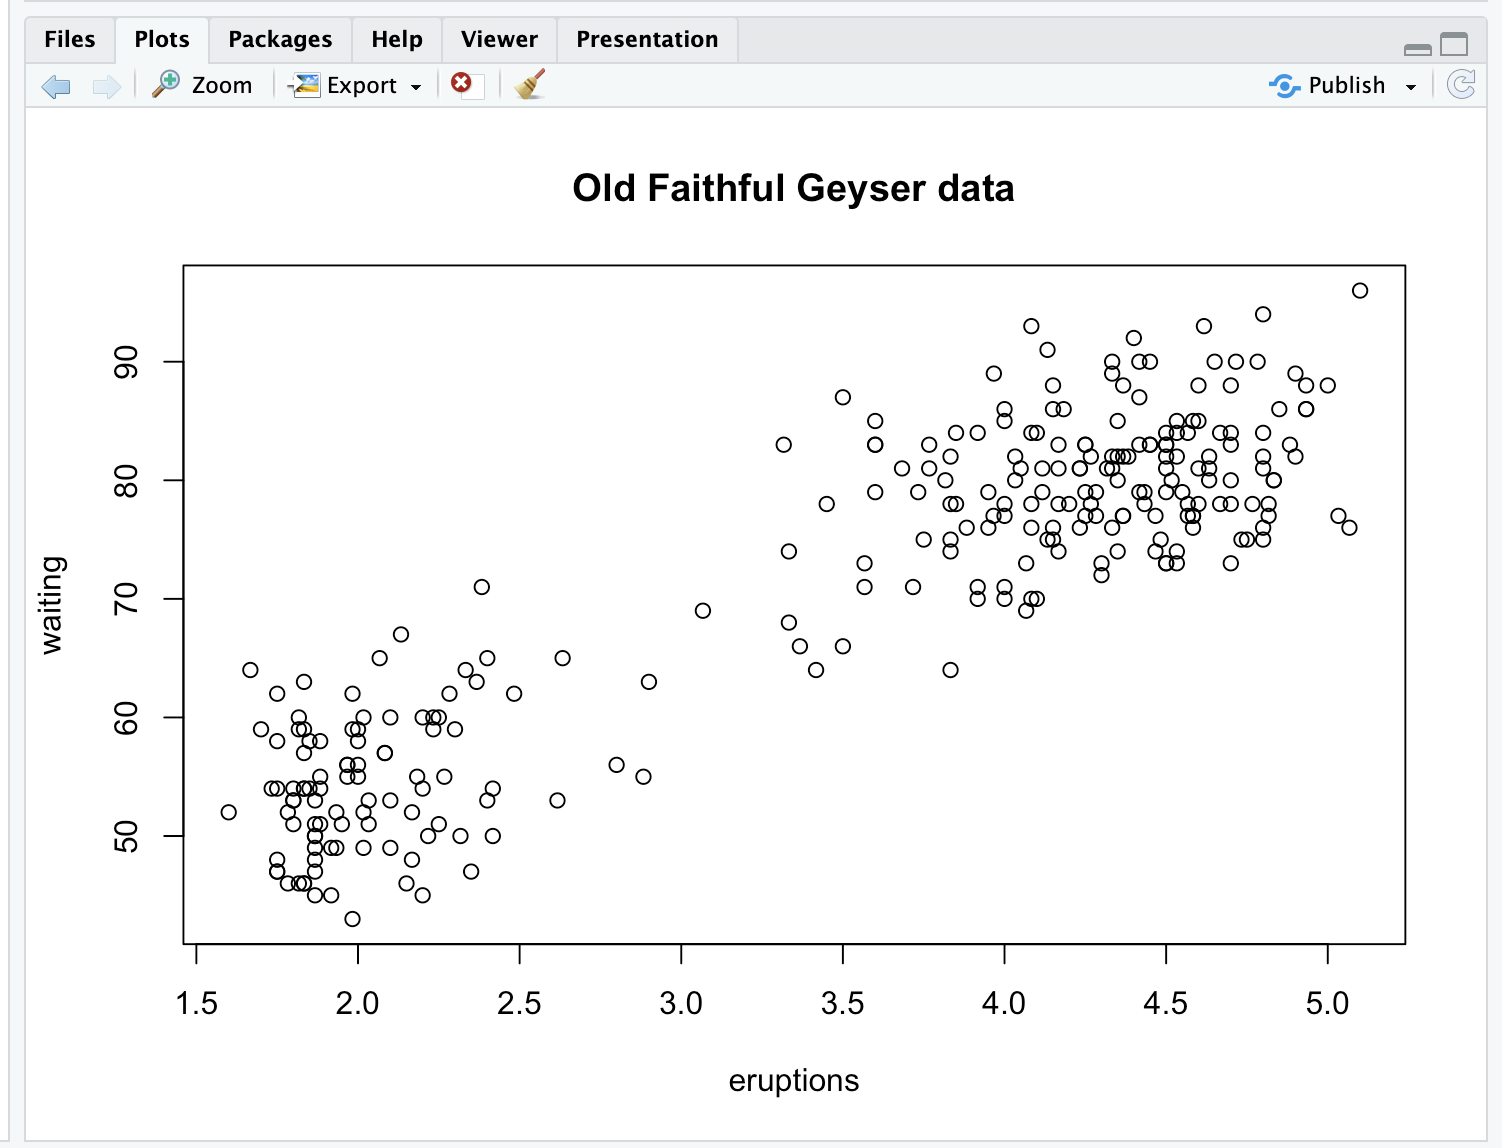 Files Plots Packages Help Viewer Presentation
Zoom Export Publish
Old Faithful Geyser data
90
80
70
60
50
waiting
1.5 2.0 2.5 3.0 3.5 4.0 4.5 5.0
eruptions